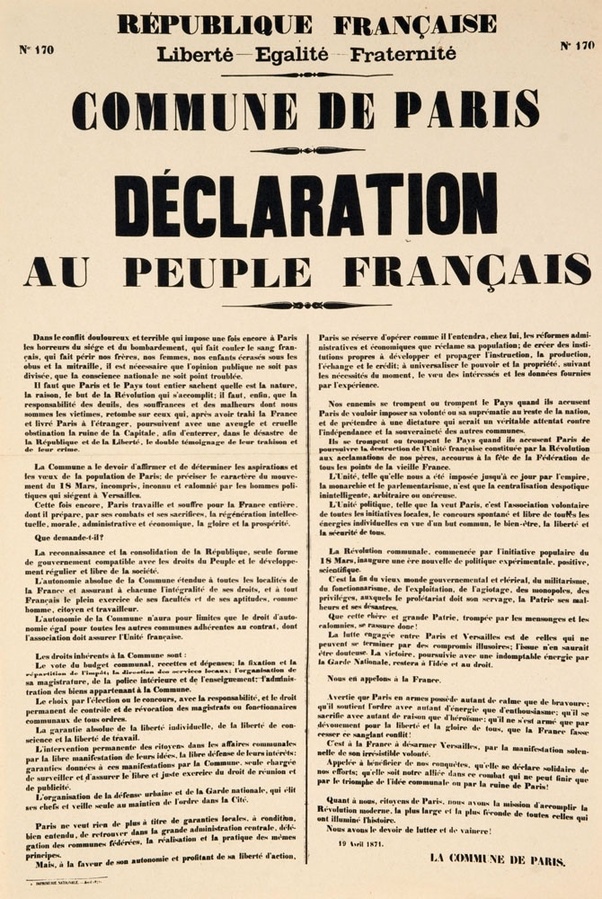 RÉPUBLIQUE FRANÇAISE
N° 170
N° 170
Liberté — Egalité — Fraternité
COMMUNE DE PARIS
DÉCLARATION
AU PEUPLE FRANÇAIS
Dans le conflit douloureux et terrible qui impose une fois encore à Paris
les horreurs du siége et du bombardement, qui fait couler le sang fran-
çais, qui fait périr nos frères, nos femmes, nos enfants écrasés sous les
obus et la mitraille, il est nécessaire que l'opinion publique ne soit pas
divisée, que la conscience nationale ne soit point troublée.
Il faut que Paris et le Pays tout entier sachent quelle est la nature,
la raison, le but de la Révolution qui s'accomplit; il faut, enfin, que la
responsabilité des deuils, des souffrances et des malheurs dont nous
sommes les victimes, retombe sur ceux qui, après avoir trahi la France
et livré Paris à l'étranger, poursuivent avec une aveugle et cruelle
obstination la ruine de la Capitale, afin d'enterrer, dans le désastre de
la République et de la Liberté, le double témoignage de leur trahison et
de leur crime.
La Commune a le devoir d'affirmer et de déterminer les aspirations et
les vœux de la population de Paris; de préciser le caractère du mouve-
ment du 18 Mars, incompris, inconnu et calomnié par les hommes poli-
tiques qui siégent à Versailles.
Cette fois encore, Paris travaille et souffre pour la France entière,
dont il prépare, par ses combats et ses sacrifices, la régénération intellec-
tuelle, morale, administrative et économique, la gloire et la prospérité.
Que demande-t-il?
La reconnaissance et la consolidation de la République, seule forme
de gouvernement compatible avec les droits du Peuple et le développe-
ment régulier et libre de la société.
L'autonomie absolue de la Commune étendue à toutes les localités de
la France et assurant à chacune l'intégralité de ses droits, et à tout
Français le plein exercice de ses facultés et de ses aptitudes, comme
homme, citoyen et travailleur.
L'autonomie de la Commune n'aura pour limites que le droit d'auto-
nomie égal pour toutes les autres communes adhérentes au contrat, dont
l'association doit assurer l'Unité française.
Les droits inhérents à la Commune sont :
Le vote du budget communal, recettes et dépenses; la fixation et la
répartition de l'impôt; la direction des services locaux; l'organisation de
sa magistrature, de la police intérieure et de l'enseignement; l'adminis-
tration des biens appartenant à la Commune.
Le choix par l'élection ou le concours, avec la responsabilité, et le droit
permanent de contrôle et de révocation des magistrats ou fonctionnaires
communaux de tous ordres.
La garantie absolue de la liberté individuelle, de la liberté de con-
science et la liberté de travail.
L'intervention permanente des citoyens dans les affaires communales
par la libre manifestation de leurs idées, la libre défense de leurs intérêts:
garanties données à ces manifestations par la Commune, seule chargée
de surveiller et d'assurer le libre et juste exercice du droit de réunion et
de publicité.
L'organisation de la défense urbaine et de la Garde nationale, qui élit
ses chefs et veille seule au maintien de l'ordre dans la Cité.
Paris ne veut rien de plus à titre de garanties locales, à condition,
bien entendu, de retrouver dans la grande administration centrale, délé-
gation des communes fédérées, la réalisation et la pratique des mêmes
principes.
Mais, à la faveur de son autonomie et profitant de sa liberté d'action,
Paris se réserve d'opérer comme il l'entendra, chez lui, les réformes admi-
nistratives et économiques que réclame sa population; de créer des insti-
tutions propres à développer et propager l'instruction, la production,
l'échange et le crédit; à universaliser le pouvoir et la propriété, suivant
les nécessités du moment, le vœu des intéressés et les données fournies
par l'expérience.
Nos ennemis se trompent ou trompent le Pays quand ils accusent
Paris de vouloir imposer sa volonté ou sa suprématie au reste de la nation,
et de prétendre à une dictature qui serait un véritable attentat contre
l'indépendance et la souveraineté des autres communes.
Ils se trompent ou trompent le Pays quand ils accusent Paris de
poursuivre la destruction de l'Unité française constituée par la Révolution
aux acclamations de nos pères, accourus à la fête de la Fédération de
tous les points de la vieille France.
L'Unité, telle qu'elle nous a été imposée jusqu'à ce jour par l'empire,
la monarchie et le parlementarisme, n'est que la centralisation despotique
inintelligente, arbitraire ou onéreuse.
L'Unité politique, telle que la veut Paris, c'est l'association volontaire
de toutes les initiatives locales, le concours spontané et libre de toutes les
énergies individuelles en vue d'un but commun, le bien-être, la liberté et
la sécurité de tous.
La Révolution communale, commencée par l'initiative populaire du
18 Mars, inaugure une ère nouvelle de politique expérimentale, positive,
scientifique.
C'est la fin du vieux monde gouvernemental et clérical, du militarisme,
du fonctionarisme, de l'exploitation, de l'agiotage, des monopoles, des
priviléges, auxquels le prolétariat doit son servage, la Patrie ses mal-
heurs et ses désastres.
Que cette chère et grande Patrie, trompée par les mensonges et les
calomnies, se rassure donc!
La lutte engagée entre Paris et Versailles est de celles qui ne
peuvent se terminer par des compromis illusoires; l'issue n'en saurait
être douteuse. La victoire, poursuivie avec une indomptable énergie par
la Garde Nationale, restera à l'idée et au droit.
Nous en appelons à la France.
Avertie que Paris en armes possède autant de calme que de bravoure;
qu'il soutient l'ordre avec autant d'énergie que d'enthousiasme; qu'il se
sacrifie avec autant de raison que d'héroïsme; qu'il ne s'est armé que par
dévouement pour la liberté et la gloire de tous, que la France fasse
cesser ce sanglant conflit!
C'est à la France à désarmer Versailles, par la manifestation solen-
nelle de son irrésistible volonté.
Appelée à bénéficier de nos conquêtes, qu'elle se déclare solidaire de
nos efforts; qu'elle soit notre alliée dans ce combat qui ne peut finir que
par le triomphe de l'idée communale ou par la ruine de Paris!
Quant à nous, citoyens de Paris, nous avons la mission d'accomplir la
Révolution moderne, la plus large et la plus féconde de toutes celles qui
ont illuminé l'histoire.
Nous avons le devoir de lutter et de vaincre!
19 Avril 1871.
LA COMMUNE DE PARIS.
IMPRIMERIE NATIONALE